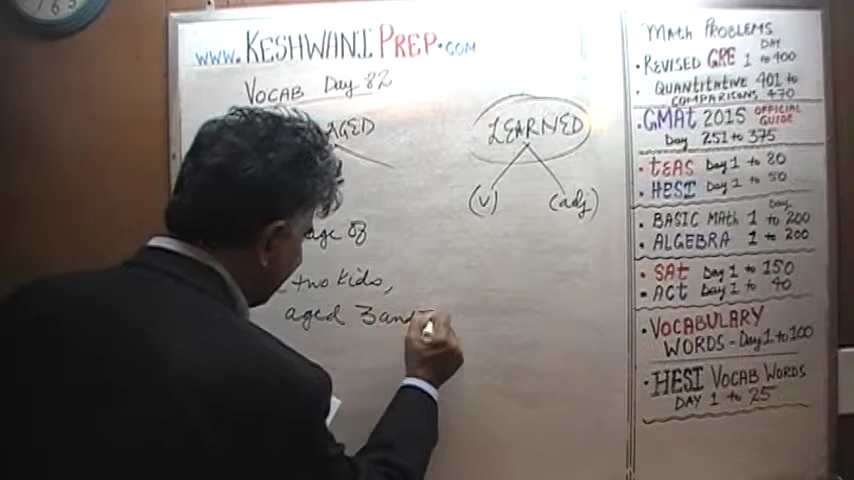 www.KESHWANIPREP.COM
VOCAB Day 82
AGED
LEARNED
(v) (adj)
age of
two kids,
aged 3 and
MATH PROBLEMS
• REVISED GRE DAY 1 to 400
• QUANTITATIVE 401 to
COMPARISONS 470
• GMAT 2015 OFFICIAL GUIDE
Day 251 to 375
• TEAS Day 1 to 80
• HESI Day 1 to 50
Day
• BASIC MATH 1 to 200
• ALGEBRA 1 to 200
• SAt Day 1 to 150
• ACT Day 1 to 40
• VOCABULARY
WORDS - Day 1 to 100
• HESI VOCAB WORDS
DAY 1 to 25